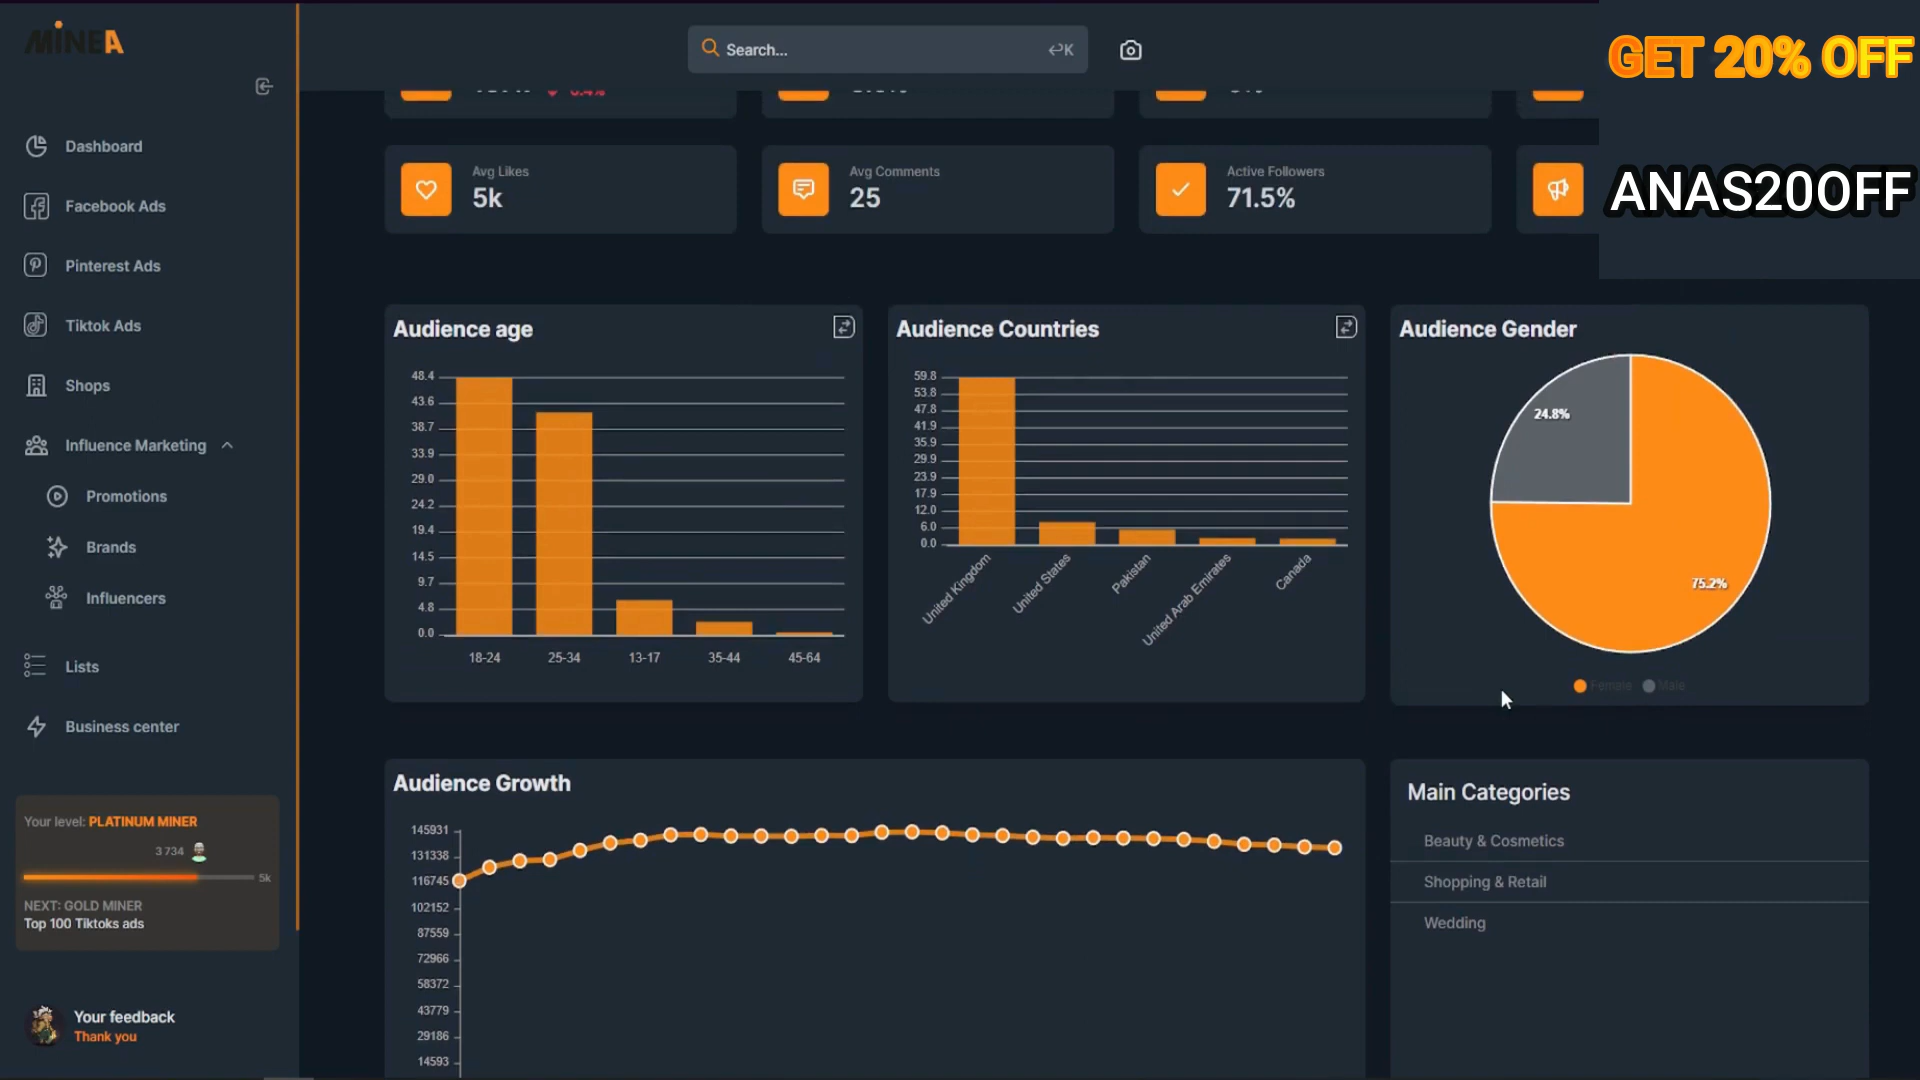 MINEA
Search...
K
GET 20% OFF
ANAS20OFF
Dashboard
Facebook Ads
Pinterest Ads
Tiktok Ads
Shops
Influence Marketing
Promotions
Brands
Influencers
Lists
Business center
Your level: PLATINUM MINER
3 734
5k
NEXT: GOLD MINER
Top 100 Tiktoks ads
Your feedback
Thank you
Avg Likes
5k
Avg Comments
25
Active Followers
71.5%
Audience age
48.4
43.6
38.7
33.9
29.0
24.2
19.4
14.5
9.7
4.8
0.0
18-24
25-34
13-17
35-44
45-64
Audience Countries
59.8
53.8
47.8
41.9
35.9
29.9
23.9
17.9
12.0
6.0
0.0
United Kingdom
United States
Pakistan
United Arab Emirates
Canada
Audience Gender
24.8%
75.2%
Female
Male
Audience Growth
145931
131338
116745
102152
87559
72966
58372
43779
29186
14593
Main Categories
Beauty & Cosmetics
Shopping & Retail
Wedding